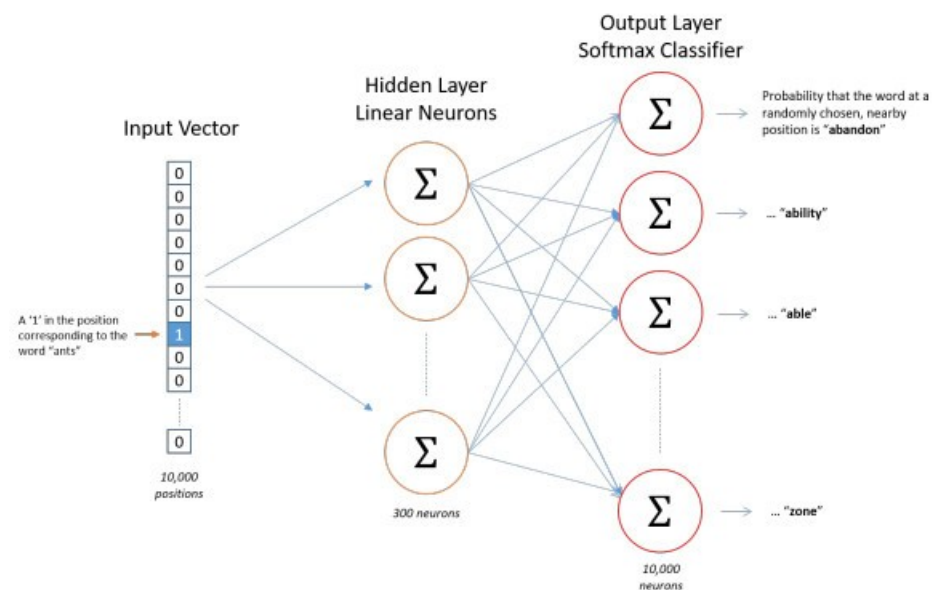 Output Layer
Softmax Classifier
Hidden Layer
Linear Neurons
Input Vector
0
0
0
0
0
0
0
1
0
0
0
A ‘1’ in the position
corresponding to the
word “ants”
10,000
positions
Σ
Σ
Σ
300 neurons
Σ
Σ
Σ
Σ
10,000
neurons
Probability that the word at a
randomly chosen, nearby
position is “abandon”
... “ability”
... “able”
... “zone”